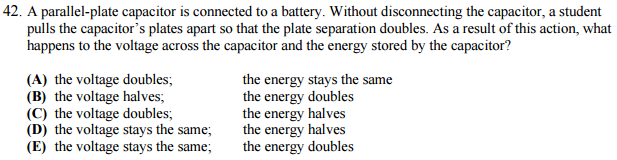 42. A parallel-plate capacitor is connected to a battery. Without disconnecting the capacitor, a student
pulls the capacitor's plates apart so that the plate separation doubles. As a result of this action, what
happens to the voltage across the capacitor and the energy stored by the capacitor?
(A) the voltage doubles; the energy stays the same
(B) the voltage halves; the energy doubles
(C) the voltage doubles; the energy halves
(D) the voltage stays the same; the energy halves
(E) the voltage stays the same; the energy doubles